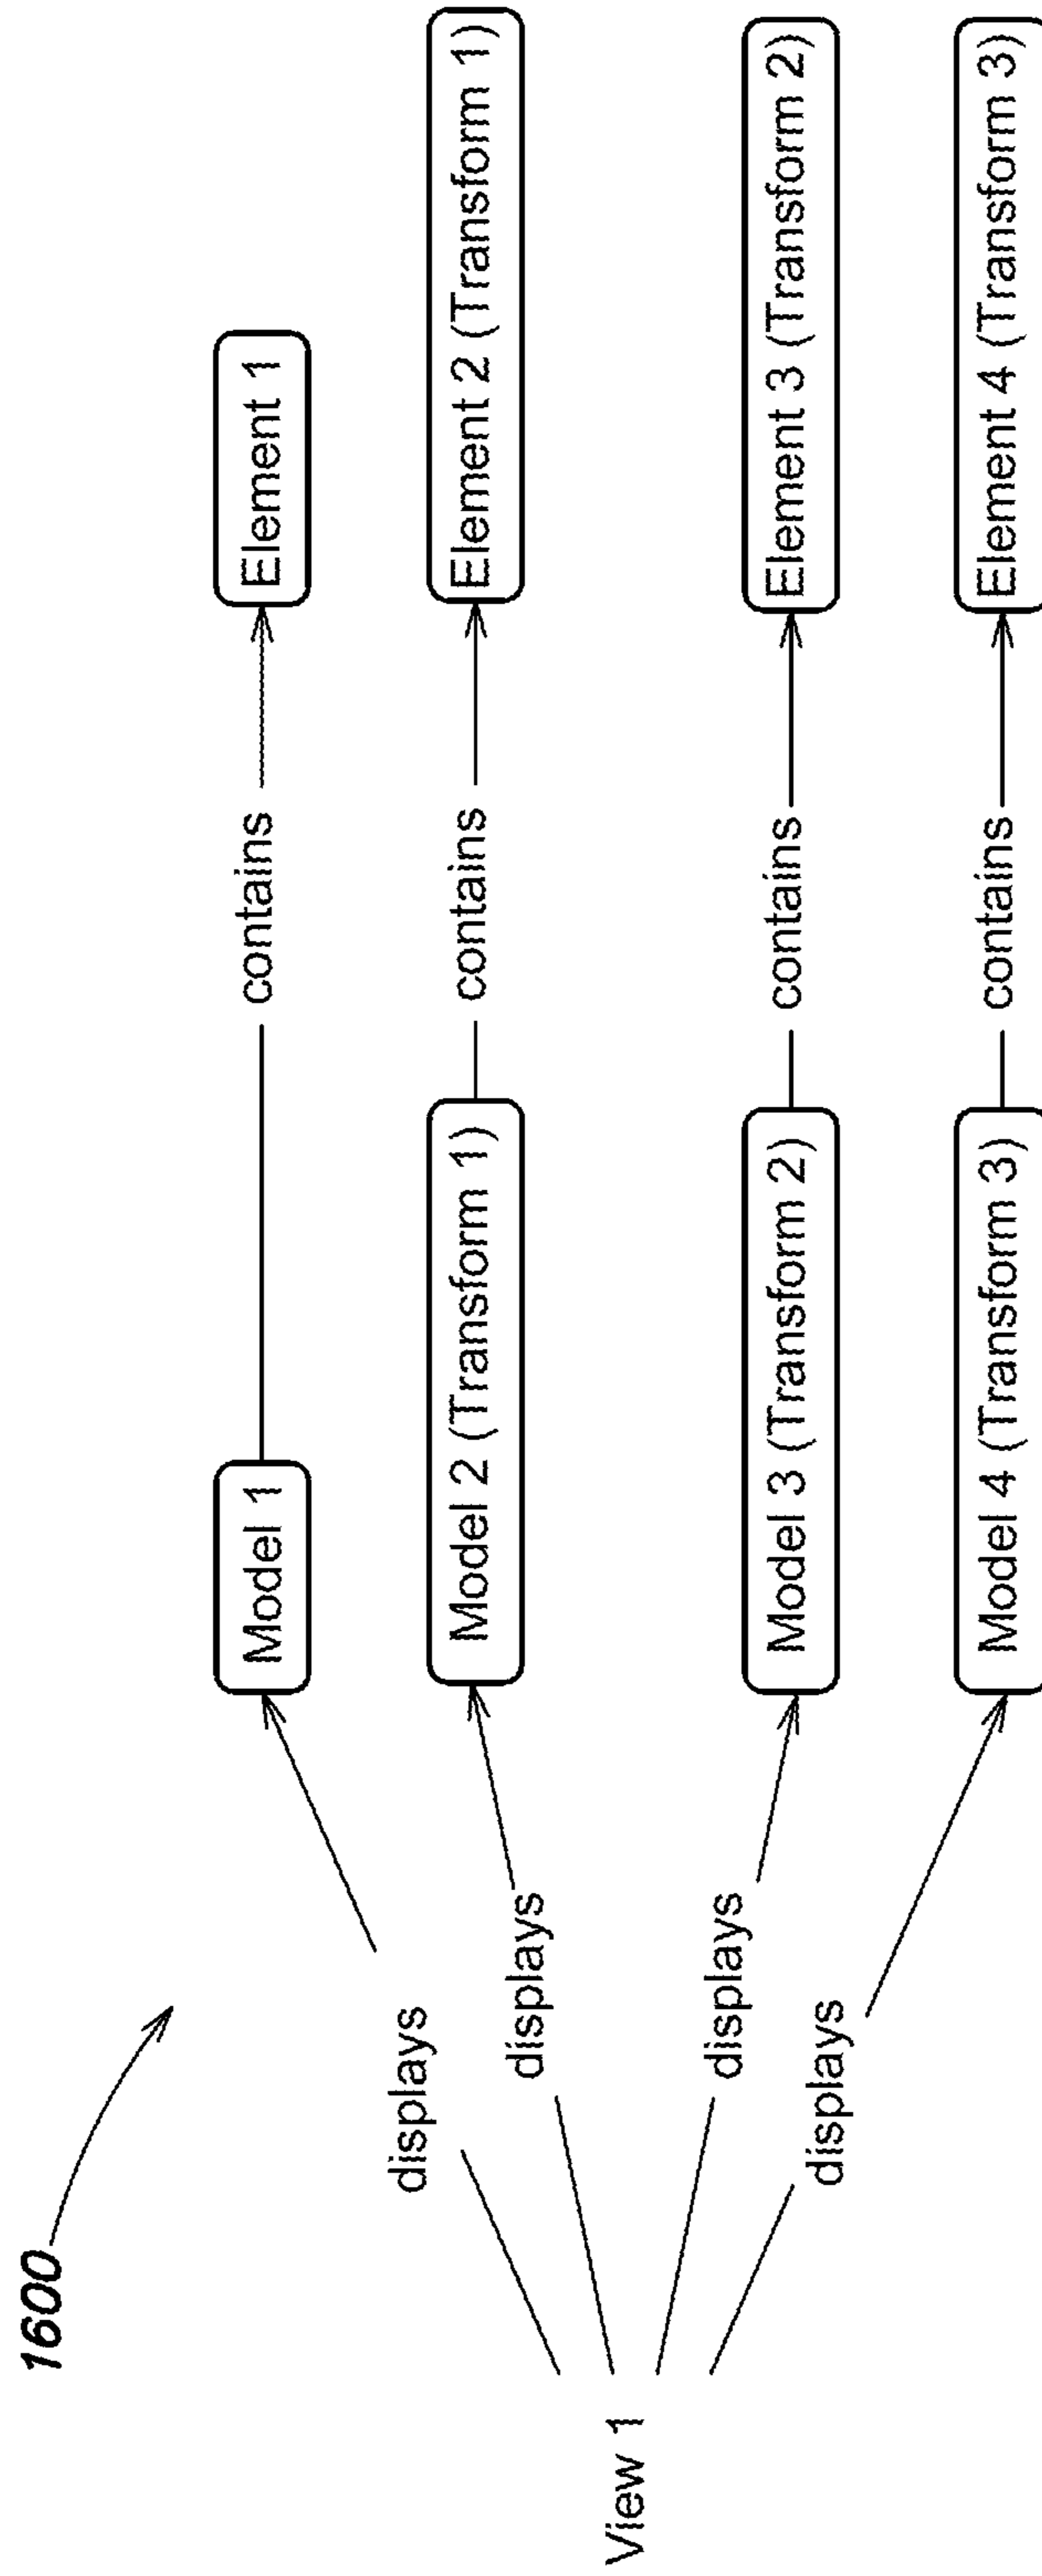 1600
View 1
displays
displays
displays
displays
Model 1
Model 2 (Transform 1)
Model 3 (Transform 2)
Model 4 (Transform 3)
contains
contains
contains
contains
Element 1
Element 2 (Transform 1)
Element 3 (Transform 2)
Element 4 (Transform 3)